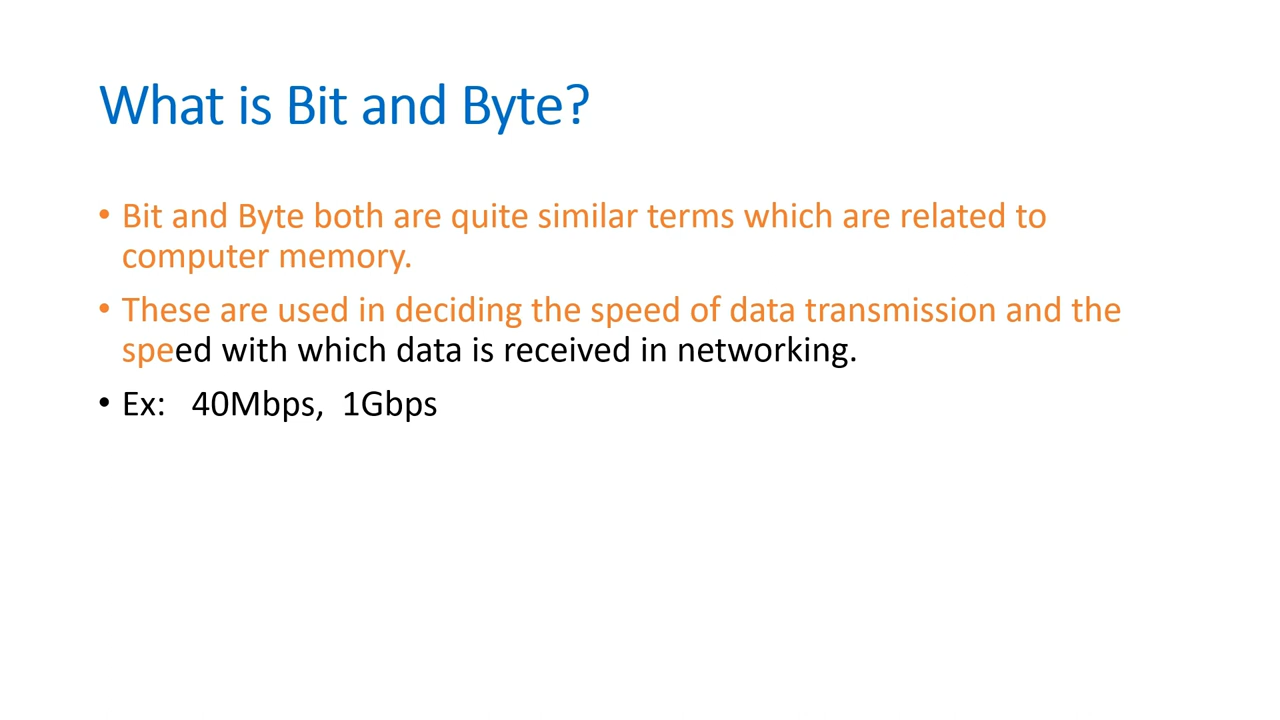 What is Bit and Byte?
• Bit and Byte both are quite similar terms which are related to
computer memory.
• These are used in deciding the speed of data transmission and the
speed with which data is received in networking.
• Ex:   40Mbps,  1Gbps